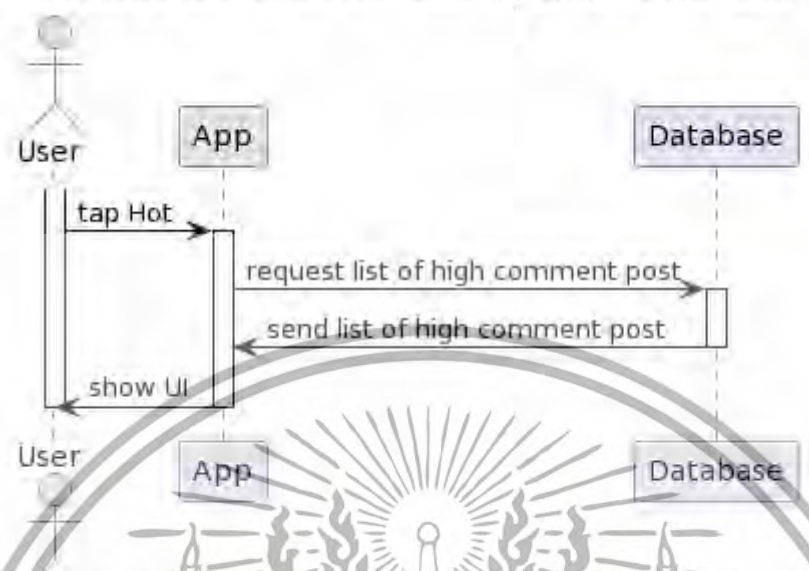 User
App
Database
tap Hot
request list of high comment post
send list of high comment post
show UI
User
App
Database